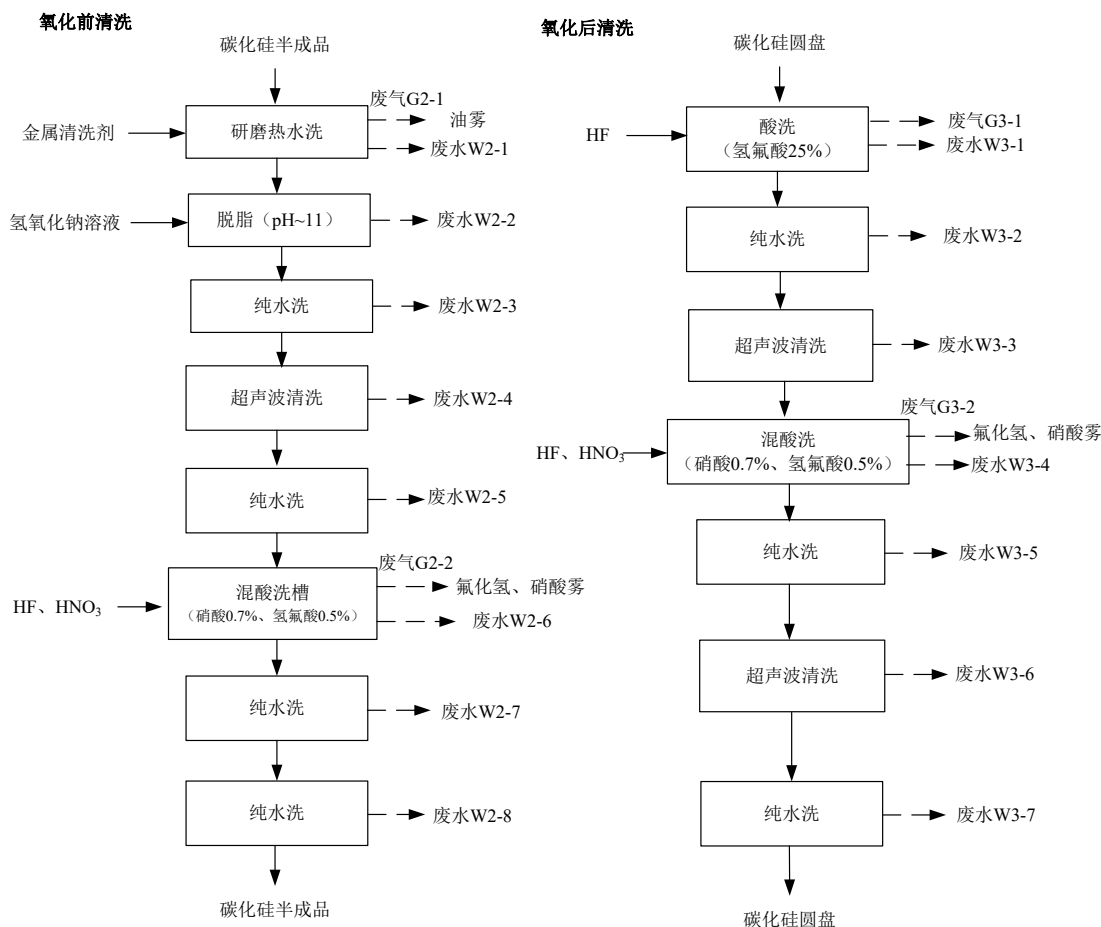 氧化前清洗
碳化硅半成品
废气G2-1
金属清洗剂
研磨热水洗
油雾
废水W2-1
氢氧化钠溶液
脱脂（pH~11）
废水W2-2
纯水洗
废水W2-3
超声波清洗
废水W2-4
纯水洗
废水W2-5
废气G2-2
HF、HNO₃
混酸洗槽
（硝酸0.7%、氢氟酸0.5%）
氟化氢、硝酸雾
废水W2-6
纯水洗
废水W2-7
纯水洗
废水W2-8
碳化硅半成品
氧化后清洗
碳化硅圆盘
HF
酸洗
（氢氟酸25%）
废气G3-1
废水W3-1
纯水洗
废水W3-2
超声波清洗
废水W3-3
废气G3-2
HF、HNO₃
混酸洗
（硝酸0.7%、氢氟酸0.5%）
氟化氢、硝酸雾
废水W3-4
纯水洗
废水W3-5
超声波清洗
废水W3-6
纯水洗
废水W3-7
碳化硅圆盘